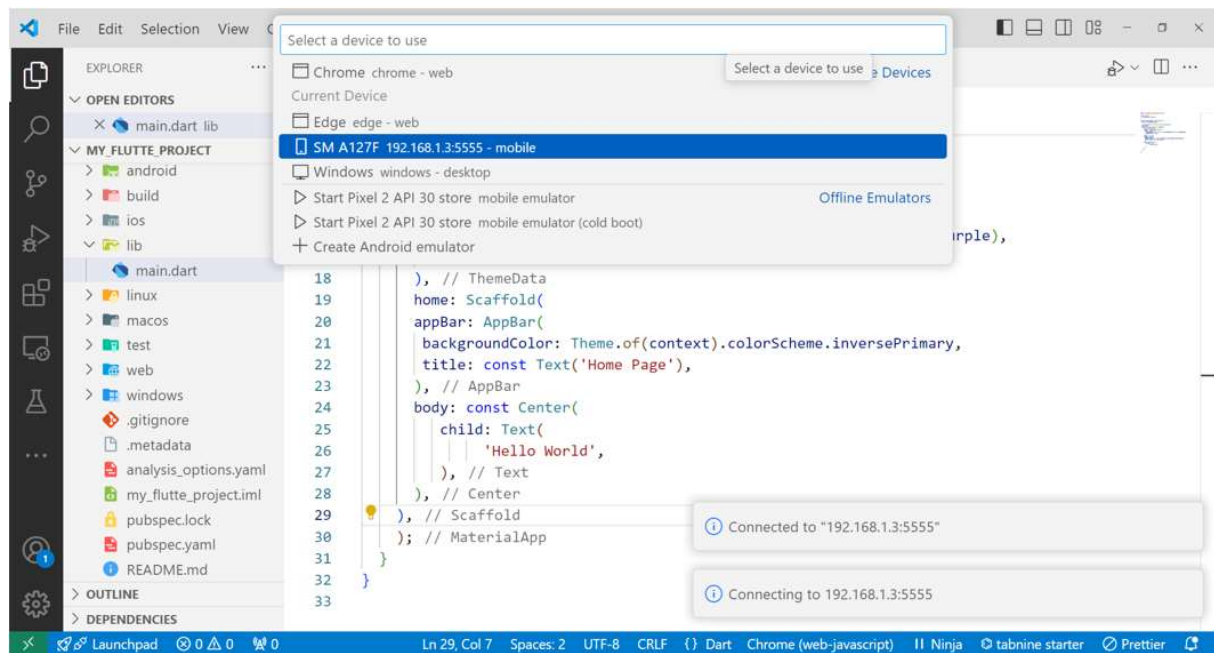 File Edit Selection View
Select a device to use
Chrome chrome - web
Select a device to use
Devices
Current Device
Edge edge - web
SM A127F 192.168.1.3:5555 - mobile
Windows windows - desktop
Start Pixel 2 API 30 store mobile emulator
Offline Emulators
Start Pixel 2 API 30 store mobile emulator (cold boot)
Create Android emulator
EXPLORER
OPEN EDITORS
main.dart lib
MY_FLUTTE_PROJECT
android
build
ios
lib
main.dart
linux
macos
test
web
windows
.gitignore
.metadata
analysis_options.yaml
my_flutte_project.iml
pubspec.lock
pubspec.yaml
README.md
OUTLINE
DEPENDENCIES
18 ), // ThemeData
19 home: Scaffold(
20 appBar: AppBar(
21 backgroundColor: Theme.of(context).colorScheme.inversePrimary,
22 title: const Text('Home Page'),
23 ), // AppBar
24 body: const Center(
25 child: Text(
26 'Hello World',
27 ), // Text
28 ), // Center
29 ), // Scaffold
30 ); // MaterialApp
31 }
32 }
33
Connected to "192.168.1.3:5555"
Connecting to 192.168.1.3:5555
1
Launchpad 0 0 0 Ln 29, Col 7 Spaces: 2 UTF-8 CRLF {} Dart Chrome (web-javascript) Ninja tabnine starter Prettier